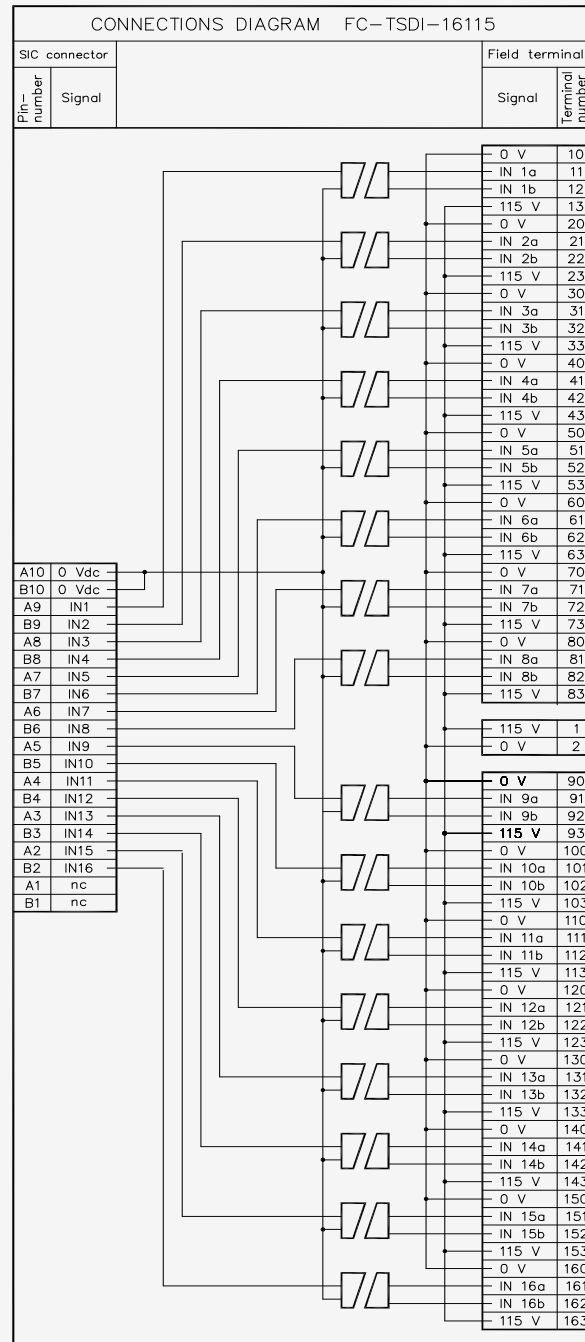 CONNECTIONS DIAGRAM FC-TSDI-16115
SIC connector
Field terminal
Pin-
number
Signal
Signal
Terminal
number
0 V 10
IN 1a 11
IN 1b 12
115 V 13
0 V 20
IN 2a 21
IN 2b 22
115 V 23
0 V 30
IN 3a 31
IN 3b 32
115 V 33
0 V 40
IN 4a 41
IN 4b 42
115 V 43
0 V 50
IN 5a 51
IN 5b 52
115 V 53
0 V 60
IN 6a 61
IN 6b 62
115 V 63
0 V 70
IN 7a 71
IN 7b 72
115 V 73
0 V 80
IN 8a 81
IN 8b 82
115 V 83
A10 0 Vdc
B10 0 Vdc
A9 IN1
B9 IN2
A8 IN3
B8 IN4
A7 IN5
B7 IN6
A6 IN7
B6 IN8
A5 IN9
B5 IN10
A4 IN11
B4 IN12
A3 IN13
B3 IN14
A2 IN15
B2 IN16
A1 nc
B1 nc
115 V 1
0 V 2
0 V 90
IN 9a 91
IN 9b 92
115 V 93
0 V 100
IN 10a 101
IN 10b 102
115 V 103
0 V 110
IN 11a 111
IN 11b 112
115 V 113
0 V 120
IN 12a 121
IN 12b 122
115 V 123
0 V 130
IN 13a 131
IN 13b 132
115 V 133
0 V 140
IN 14a 141
IN 14b 142
115 V 143
0 V 150
IN 15a 151
IN 15b 152
115 V 153
0 V 160
IN 16a 161
IN 16b 162
115 V 163